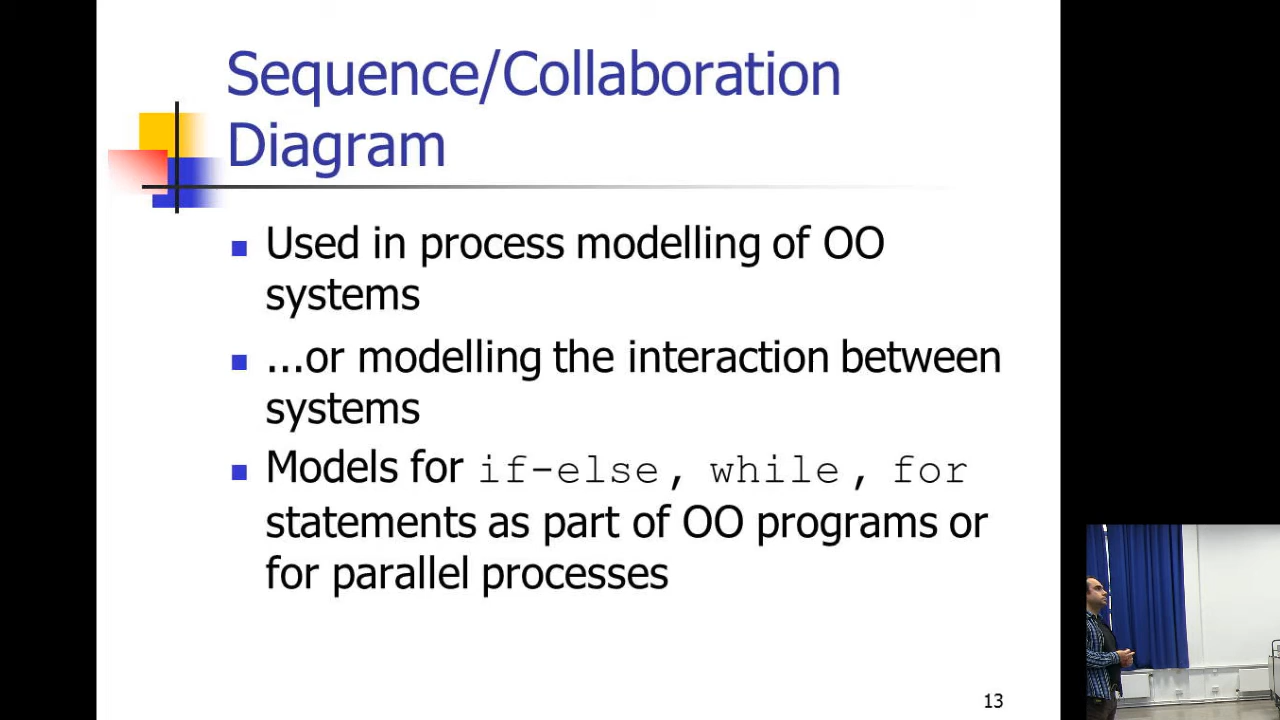 Sequence/Collaboration
Diagram
Used in process modelling of OO
systems
...or modelling the interaction between
systems
Models for if-else, while, for
statements as part of OO programs or
for parallel processes
13